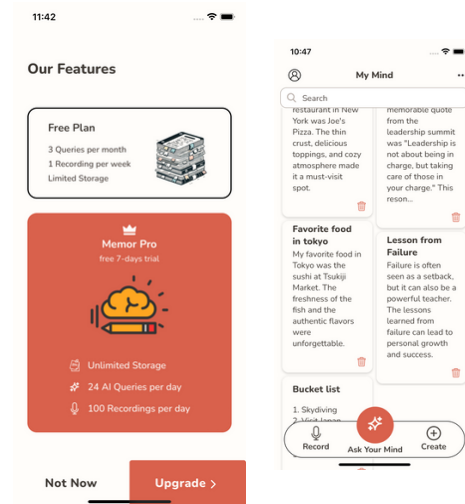 11:42
Our Features
Free Plan
3 Queries per month
1 Recording per week
Limited Storage
Memor Pro
free 7-days trial
Unlimited Storage
24 AI Queries per day
100 Recordings per day
Not Now
Upgrade >
10:47
My Mind
Search
restaurant in New
York was Joe's
Pizza. The thin
crust, delicious
toppings, and cozy
atmosphere made
it a must-visit
spot.
memorable quote
from the
leadership summit
was "Leadership is
not about being in
charge, but taking
care of those in
your charge." This
reson...
Favorite food
in tokyo
My favorite food in
Tokyo was the
sushi at Tsukiji
Market. The
freshness of the
fish and the
authentic flavors
were
unforgettable.
Lesson from
Failure
Failure is often
seen as a setback,
but it can also be a
powerful teacher.
The lessons
learned from
failure can lead to
personal growth
and success.
Bucket list
1. Skydiving
2. Visit Japan
Record
Ask Your Mind
Create